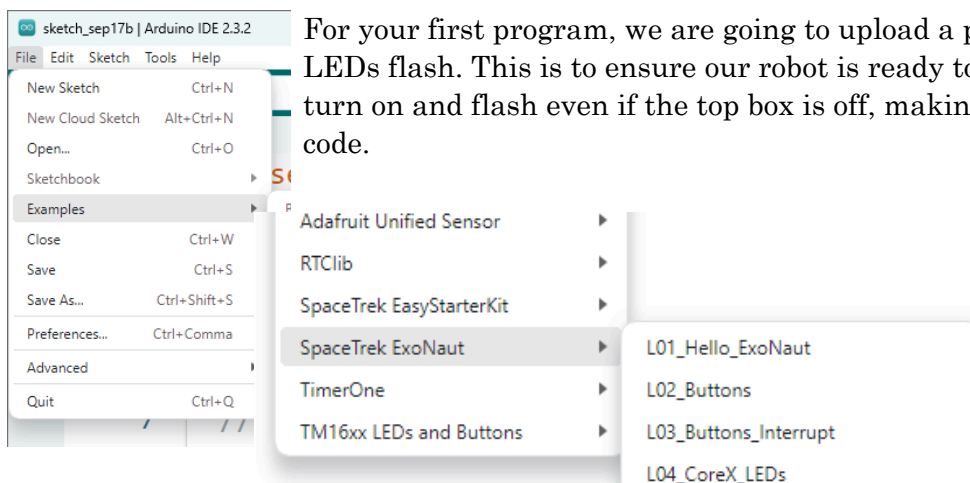 sketch_sep17b | Arduino IDE 2.3.2
File Edit Sketch Tools Help
New Sketch Ctrl+N
New Cloud Sketch Alt+Ctrl+N
Open... Ctrl+O
Sketchbook
Examples
Close Ctrl+W
Save Ctrl+S
Save As... Ctrl+Shift+S
Preferences... Ctrl+Comma
Advanced
Quit Ctrl+Q
7 //
For your first program, we are going to upload a p
LEDs flash. This is to ensure our robot is ready to
turn on and flash even if the top box is off, makin
code.
Adafruit Unified Sensor
RTClib
SpaceTrek EasyStarterKit
SpaceTrek ExoNaut
TimerOne
TM16xx LEDs and Buttons
L01_Hello_ExoNaut
L02_Buttons
L03_Buttons_Interrupt
L04_CoreX_LEDs